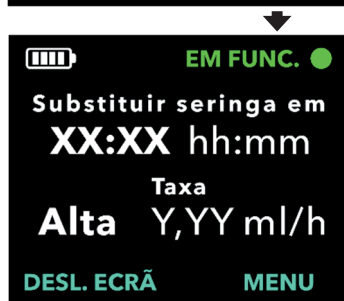 EM FUNC.
Substituir seringa em
XX:XX hh:mm
Taxa
Alta Y,YY ml/h
DESL. ECRÃ MENU